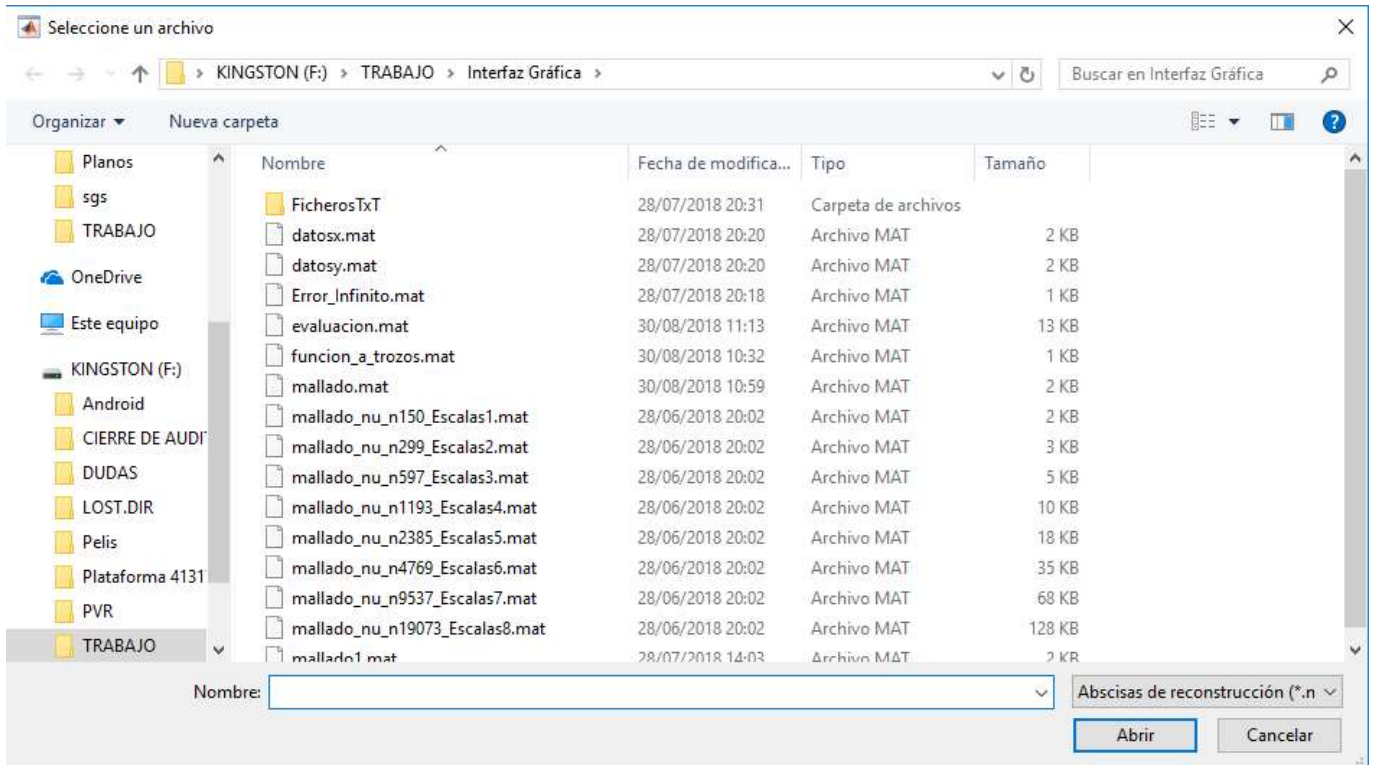 Seleccione un archivo
KINGSTON (F:) > TRABAJO > Interfaz Gráfica >
Buscar en Interfaz Gráfica
Organizar
Nueva carpeta
Planos
sgs
TRABAJO
OneDrive
Este equipo
KINGSTON (F:)
Android
CIERRE DE AUDI
DUDAS
LOST.DIR
Pelis
Plataforma 4131
PVR
TRABAJO
Nombre Fecha de modifica... Tipo Tamaño
FicherosTxT 28/07/2018 20:31 Carpeta de archivos
datosx.mat 28/07/2018 20:20 Archivo MAT 2 KB
datosy.mat 28/07/2018 20:20 Archivo MAT 2 KB
Error_Infinito.mat 28/07/2018 20:18 Archivo MAT 1 KB
evaluacion.mat 30/08/2018 11:13 Archivo MAT 13 KB
funcion_a_trozos.mat 30/08/2018 10:32 Archivo MAT 1 KB
mallado.mat 30/08/2018 10:59 Archivo MAT 2 KB
mallado_nu_n150_Escalas1.mat 28/06/2018 20:02 Archivo MAT 2 KB
mallado_nu_n299_Escalas2.mat 28/06/2018 20:02 Archivo MAT 3 KB
mallado_nu_n597_Escalas3.mat 28/06/2018 20:02 Archivo MAT 5 KB
mallado_nu_n1193_Escalas4.mat 28/06/2018 20:02 Archivo MAT 10 KB
mallado_nu_n2385_Escalas5.mat 28/06/2018 20:02 Archivo MAT 18 KB
mallado_nu_n4769_Escalas6.mat 28/06/2018 20:02 Archivo MAT 35 KB
mallado_nu_n9537_Escalas7.mat 28/06/2018 20:02 Archivo MAT 68 KB
mallado_nu_n19073_Escalas8.mat 28/06/2018 20:02 Archivo MAT 128 KB
mallado1.mat 28/07/2018 14:03 Archivo MAT 2 KB
Nombre:
Abscisas de reconstrucción (*.n
Abrir
Cancelar